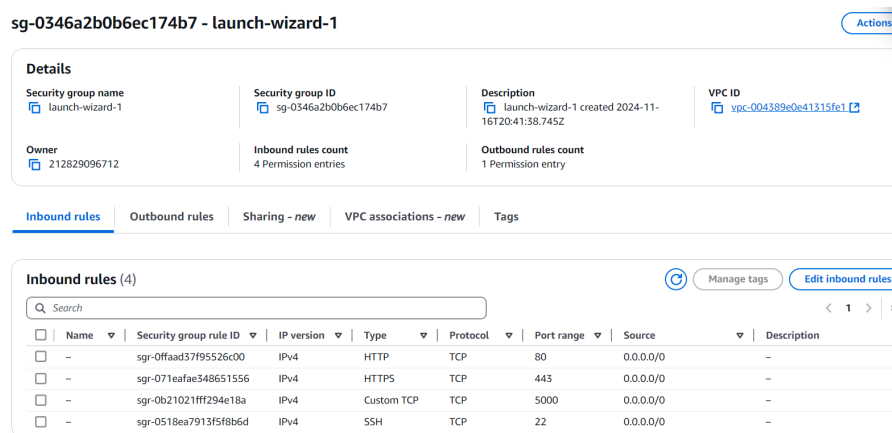 sg-0346a2b0b6ec174b7 - launch-wizard-1
Actions
Details
Security group name
launch-wizard-1
Security group ID
sg-0346a2b0b6ec174b7
Description
launch-wizard-1 created 2024-11-
16T20:41:38.745Z
VPC ID
vpc-004389e0e41315fe1
Owner
212829096712
Inbound rules count
4 Permission entries
Outbound rules count
1 Permission entry
Inbound rules Outbound rules Sharing - new VPC associations - new Tags
Inbound rules (4)
Manage tags
Edit inbound rules
Search
1
Name Security group rule ID IP version Type Protocol Port range Source Description
– sgr-0ffaad37f95526c00 IPv4 HTTP TCP 80 0.0.0.0/0 –
– sgr-071eafae348651556 IPv4 HTTPS TCP 443 0.0.0.0/0 –
– sgr-0b21021fff294e18a IPv4 Custom TCP TCP 5000 0.0.0.0/0 –
– sgr-0518ea7913f5f8b6d IPv4 SSH TCP 22 0.0.0.0/0 –